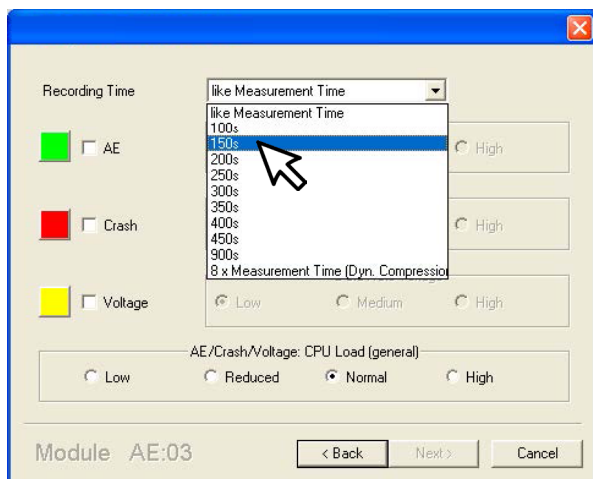 Recording Time like Measurement Time
like Measurement Time
100s
AE 150s High
200s
250s
300s
350s
Crash 400s High
450s
900s
8 x Measurement Time (Dyn. Compression
Voltage Low Medium High
AE/Crash/Voltage: CPU Load (general)
Low Reduced Normal High
Module AE:03 < Back Next > Cancel